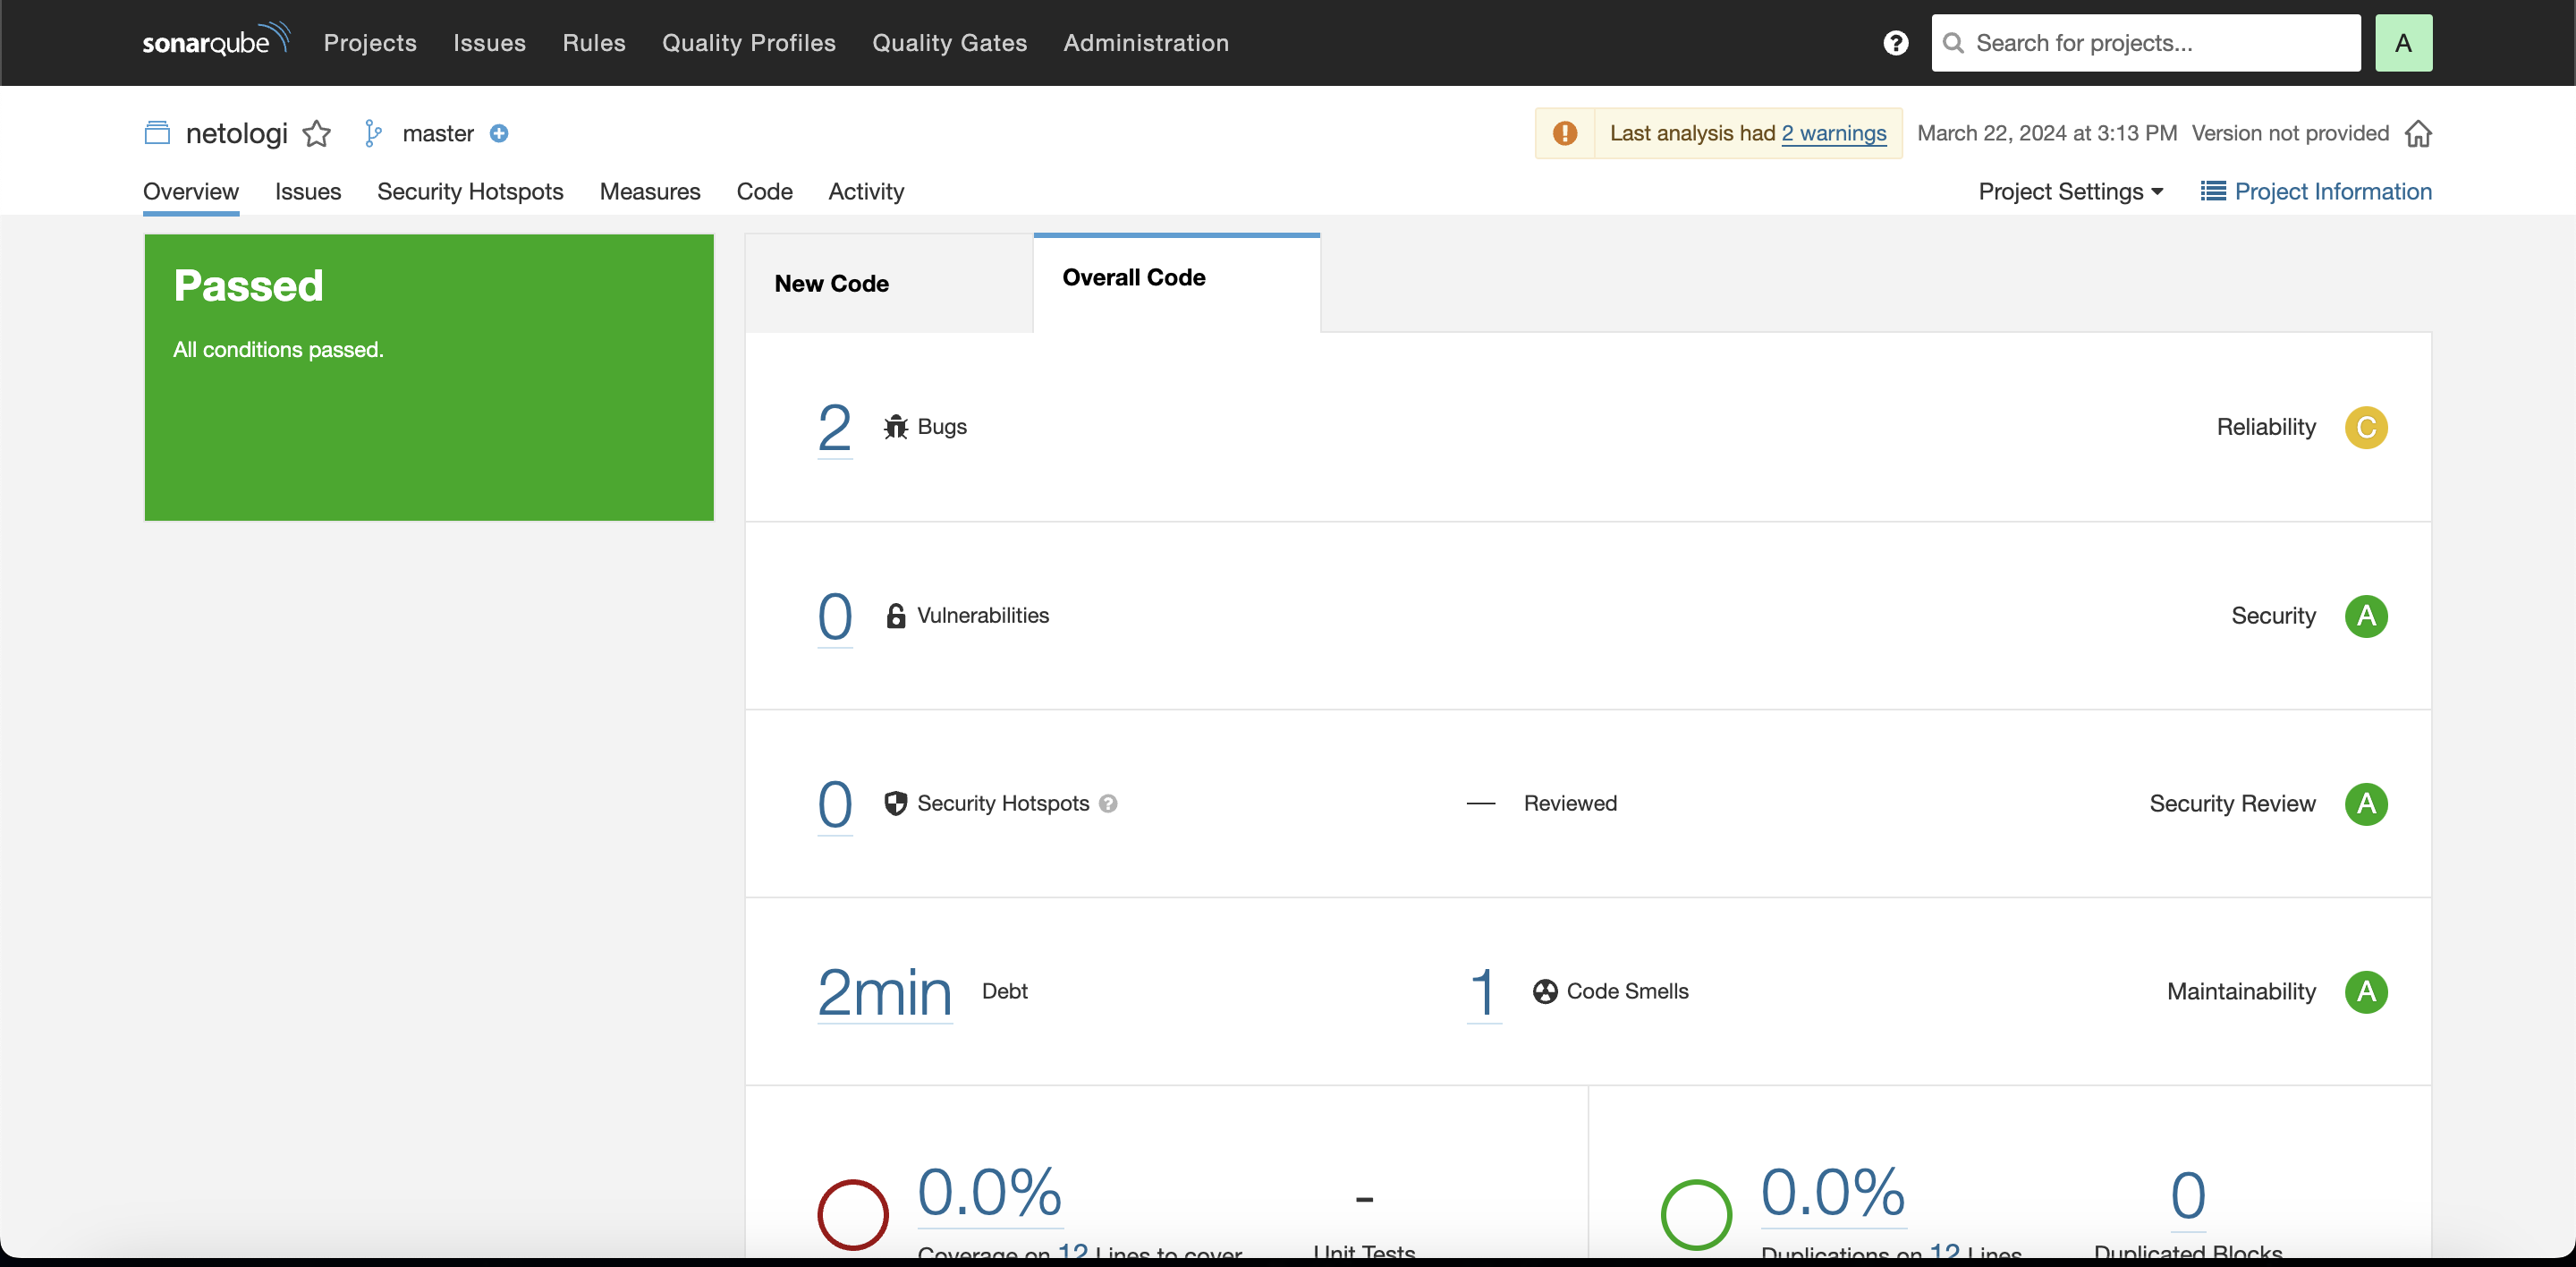 sonarqube Projects Issues Rules Quality Profiles Quality Gates Administration ? Search for projects... A
netologi master Last analysis had 2 warnings March 22, 2024 at 3:13 PM Version not provided
Overview Issues Security Hotspots Measures Code Activity Project Settings Project Information
Passed
All conditions passed.
New Code Overall Code
2 Bugs Reliability C
0 Vulnerabilities Security A
0 Security Hotspots ? — Reviewed Security Review A
2min Debt 1 Code Smells Maintainability A
0.0% - 0.0% 0
Coverage on 12 Lines to cover Unit Tests Duplications on 12 Lines Duplicated Blocks